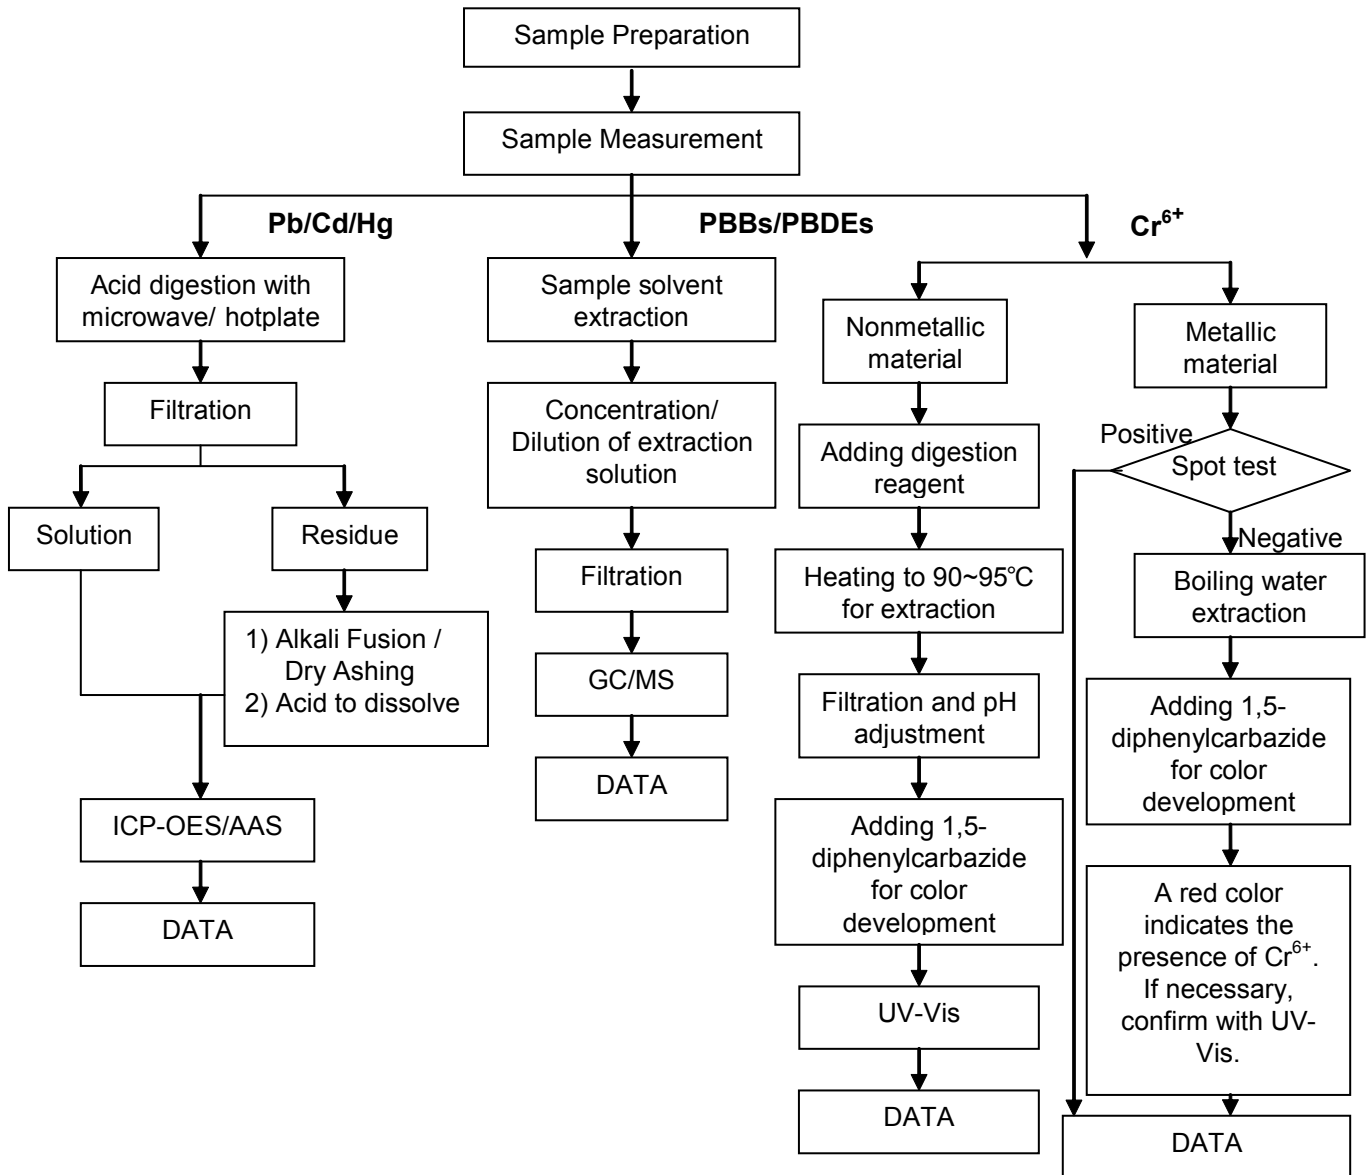 Sample Preparation
Sample Measurement
Pb/Cd/Hg
PBBs/PBDEs
Cr⁶⁺
Acid digestion with
microwave/ hotplate
Filtration
Solution
Residue
1) Alkali Fusion /
Dry Ashing
2) Acid to dissolve
ICP-OES/AAS
DATA
Sample solvent
extraction
Concentration/
Dilution of extraction
solution
Filtration
GC/MS
DATA
Nonmetallic
material
Adding digestion
reagent
Heating to 90~95℃
for extraction
Filtration and pH
adjustment
Adding 1,5-
diphenylcarbazide
for color
development
UV-Vis
DATA
Metallic
material
Positive
Spot test
Negative
Boiling water
extraction
Adding 1,5-
diphenylcarbazide
for color
development
A red color
indicates the
presence of Cr⁶⁺.
If necessary,
confirm with UV-
Vis.
DATA